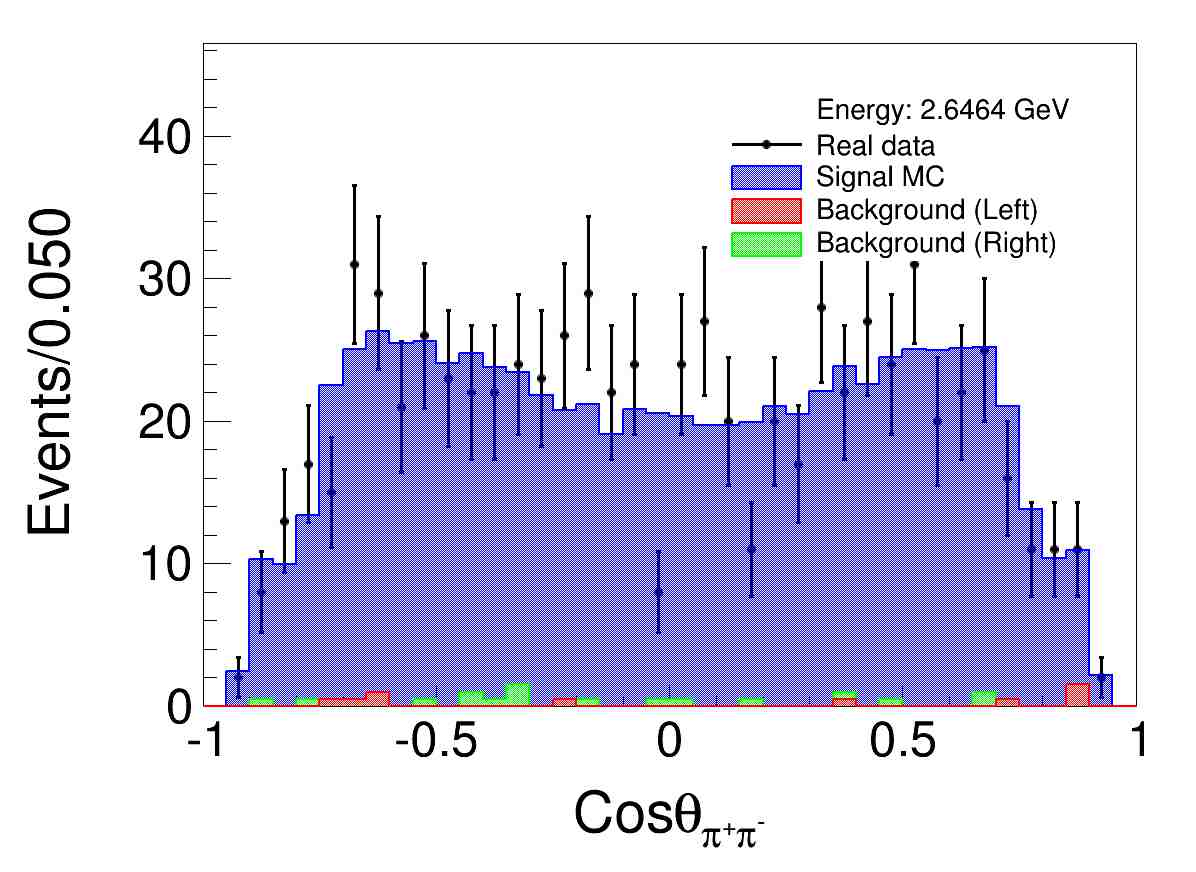 Energy: 2.6464 GeV
Real data
Signal MC
Background (Left)
Background (Right)
Events/0.050
40
30
20
10
0
-1
-0.5
0
0.5
1
Cosθπ⁺π⁻